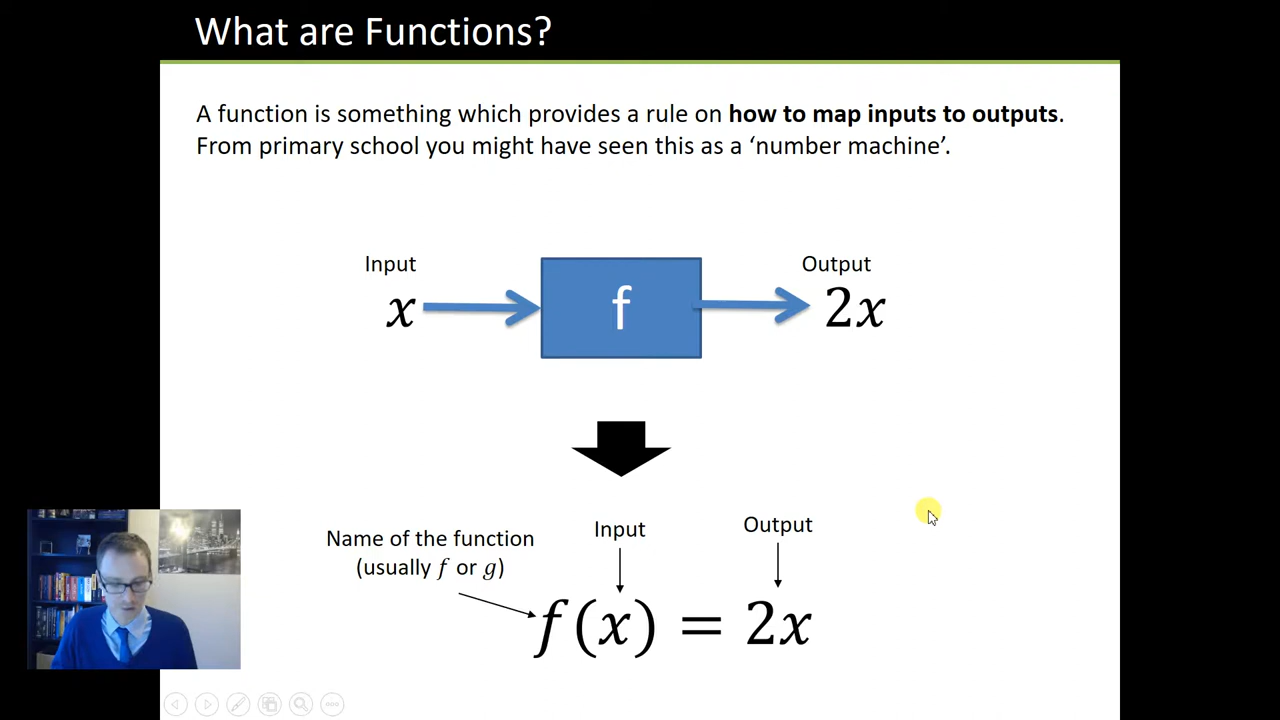 What are Functions?
A function is something which provides a rule on how to map inputs to outputs.
From primary school you might have seen this as a ‘number machine’.
Input
Output
x
f
2x
Name of the function
(usually f or g)
Input
Output
f(x) = 2x